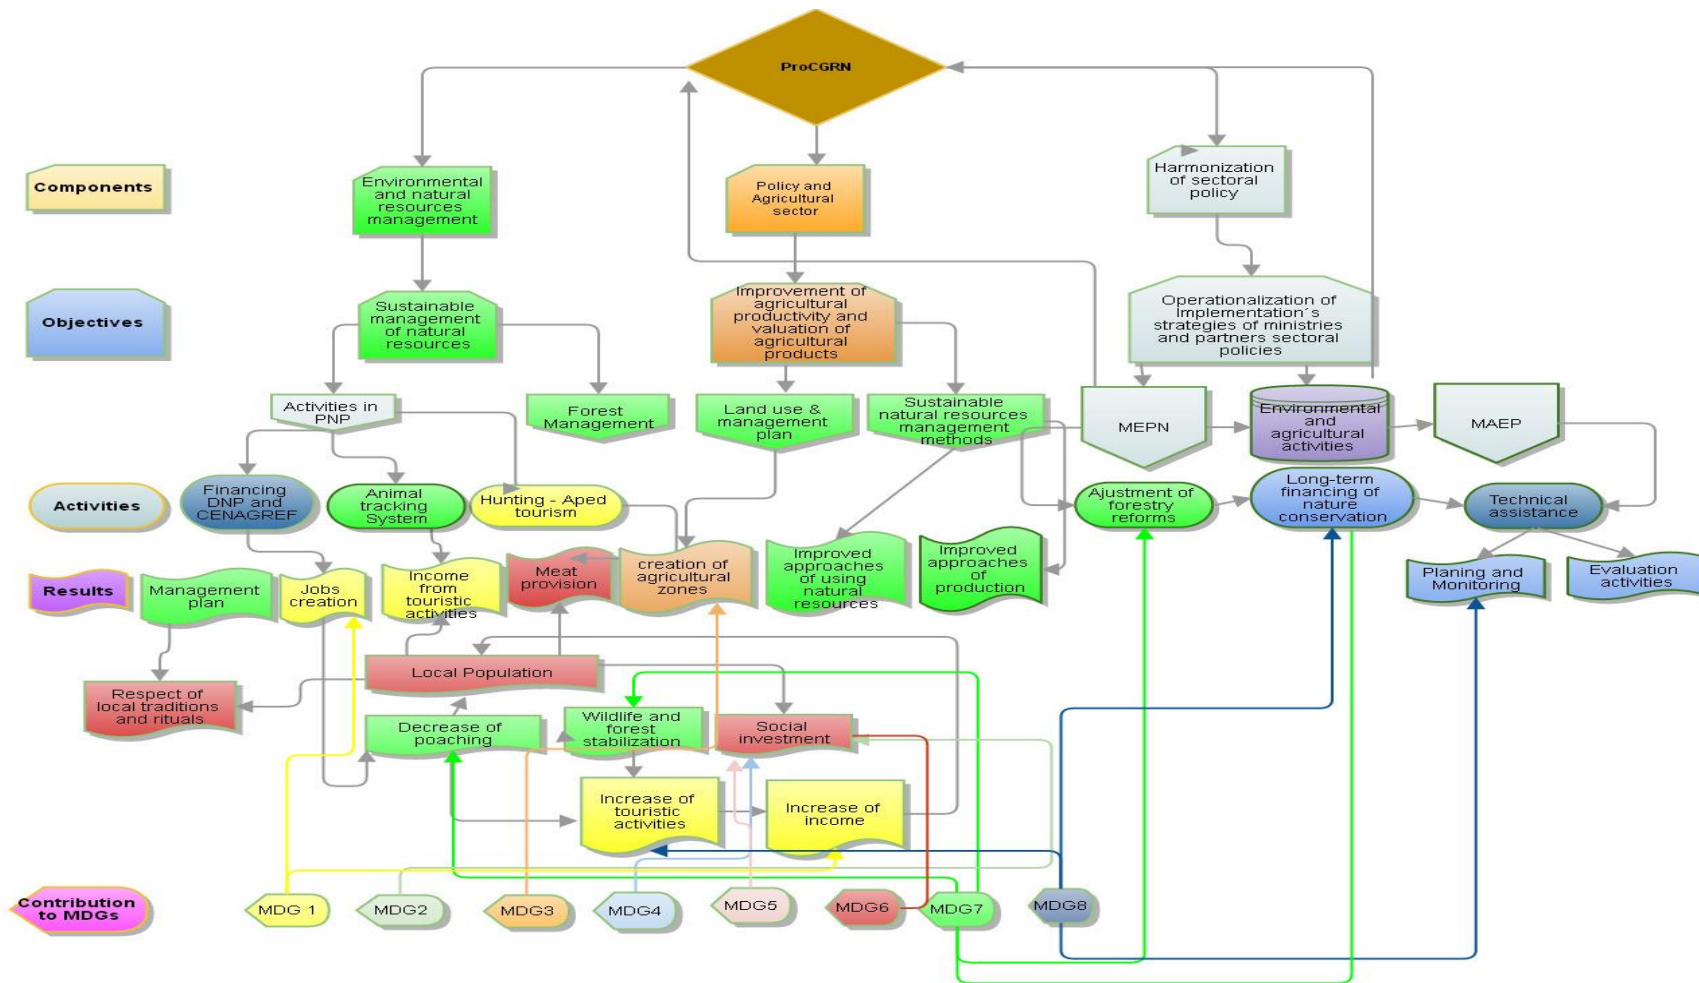 ProCGRN
Components
Environmental
and natural
resources
management
Policy and
Agricultural
sector
Harmonization
of sectoral
policy
Objectives
Sustainable
management
of natural
resources
Improvement of
agricultural
productivity and
valuation of
agricultural
products
Operationalization of
Implementation´s
strategies of ministries
and partners sectoral
policies
Activities in
PNP
Forest
Management
Land use &
management
plan
Sustainable
natural resources
management
methods
MEPN
Environmental
and
agricultural
activities
MAEP
Activities
Financing
DNP and
CENAGREF
Animal
tracking
System
Hunting - Aped
tourism
Ajustment of
forestry
reforms
Long-term
financing of
nature
conservation
Technical
assistance
Results
Management
plan
Jobs
creation
Income
from
touristic
activities
Meat
provision
creation of
agricultural
zones
Improved
approaches
of using
natural
resources
Improved
approaches
of
production
Planing and
Monitoring
Evaluation
activities
Respect of
local traditions
and rituals
Local Population
Decrease of
poaching
Wildlife and
forest
stabilization
Social
investment
Increase of
touristic
activities
Increase of
income
Contribution
to MDGs
MDG 1
MDG2
MDG3
MDG4
MDG5
MDG6
MDG7
MDG8